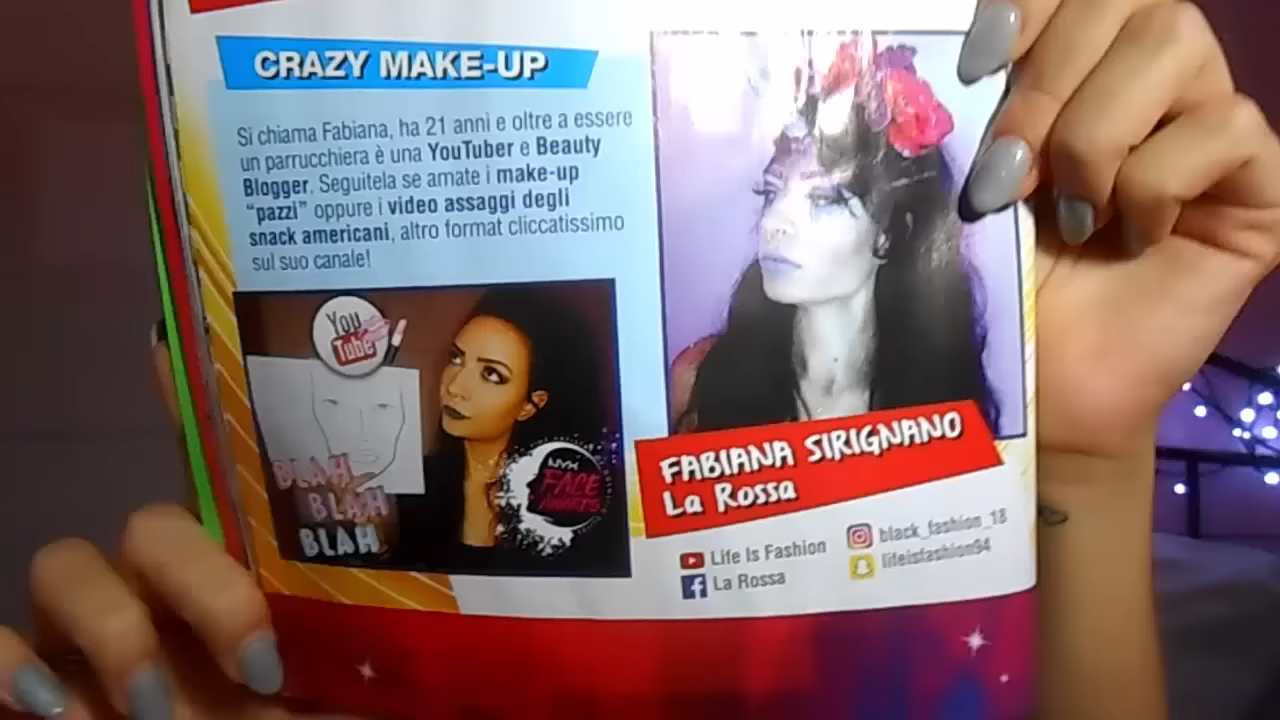 CRAZY MAKE-UP
Si chiama Fabiana, ha 21 anni e oltre a essere
un parrucchiera è una YouTuber e Beauty
Blogger. Seguitela se amate i make-up
"pazzi" oppure i video assaggi degli
snack americani, altro format cliccatissimo
sul suo canale!
You
Tube
BLAH
BLAH
BLAH
NYX
FACE
AWARDS
FABIANA SIRIGNANO
La Rossa
Life Is Fashion
La Rossa
black_fashion_18
lifeisfashion94